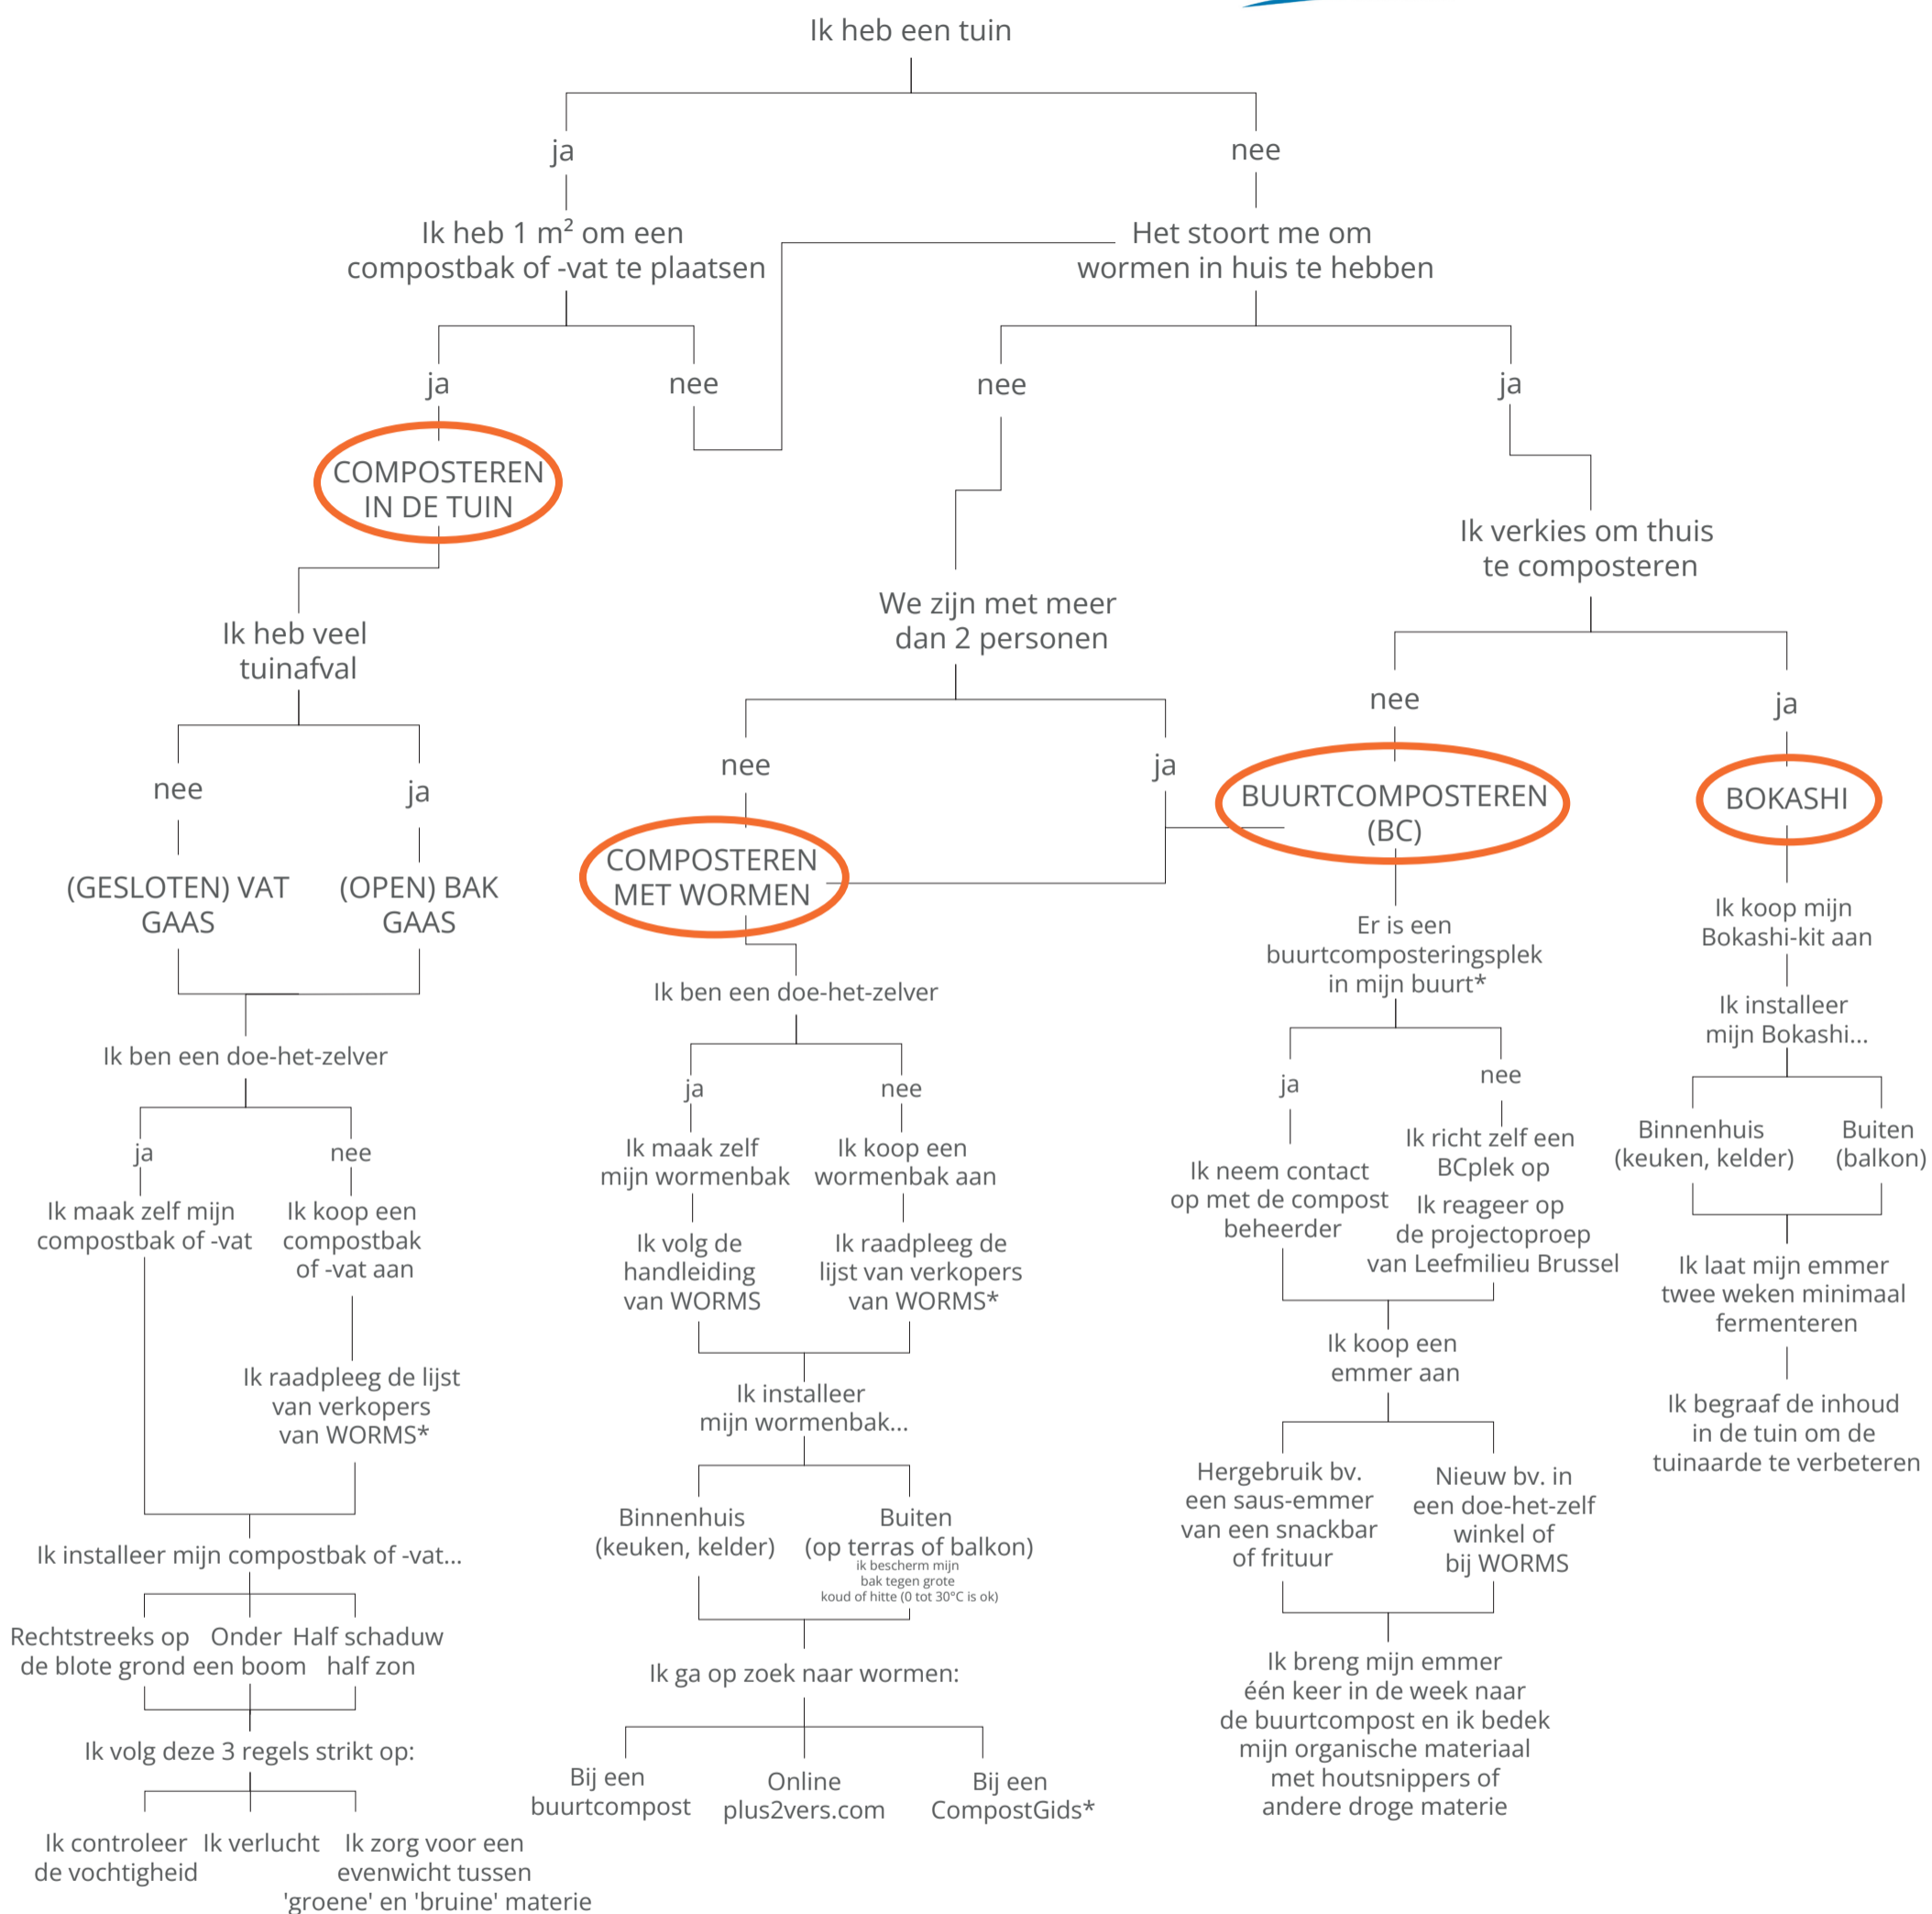 Ik heb een tuin
ja
nee
Ik heb 1 m² om een
compostbak of -vat te plaatsen
Het stoort me om
wormen in huis te hebben
ja
nee
nee
ja
COMPOSTEREN
IN DE TUIN
Ik verkies om thuis
te composteren
We zijn met meer
dan 2 personen
Ik heb veel
tuinafval
nee
ja
nee
ja
nee
ja
(GESLOTEN) VAT
GAAS
(OPEN) BAK
GAAS
COMPOSTEREN
MET WORMEN
BUURTCOMPOSTEREN
(BC)
BOKASHI
Ik ben een doe-het-zelver
ja
nee
Ik maak zelf mijn
compostbak of -vat
Ik koop een
compostbak
of -vat aan
Ik raadpleeg de lijst
van verkopers
van WORMS*
Ik installeer mijn compostbak of -vat...
Rechtstreeks op
de blote grond
Onder
een boom
Half schaduw
half zon
Ik volg deze 3 regels strikt op:
Ik controleer
de vochtigheid
Ik verlucht
Ik zorg voor een
evenwicht tussen
'groene' en 'bruine' materie
Ik ben een doe-het-zelver
ja
nee
Ik maak zelf
mijn wormenbak
Ik koop een
wormenbak aan
Ik volg de
handleiding
van WORMS
Ik raadpleeg de
lijst van verkopers
van WORMS*
Ik installeer
mijn wormenbak...
Binnenhuis
(keuken, kelder)
Buiten
(op terras of balkon)
ik bescherm mijn
bak tegen grote
koud of hitte (0 tot 30°C is ok)
Ik ga op zoek naar wormen:
Bij een
buurtcompost
Online
plus2vers.com
Bij een
CompostGids*
Er is een
buurtcomposteringsplek
in mijn buurt*
ja
nee
Ik neem contact
op met de compost
beheerder
Ik richt zelf een
BCplek op
Ik reageer op
de projectoproep
van Leefmilieu Brussel
Ik koop een
emmer aan
Hergebruik bv.
een saus-emmer
van een snackbar
of frituur
Nieuw bv. in
een doe-het-zelf
winkel of
bij WORMS
Ik breng mijn emmer
één keer in de week naar
de buurtcompost en ik bedek
mijn organische materiaal
met houtsnippers of
andere droge materie
Ik koop mijn
Bokashi-kit aan
Ik installeer
mijn Bokashi...
Binnenhuis
(keuken, kelder)
Buiten
(balkon)
Ik laat mijn emmer
twee weken minimaal
fermenteren
Ik begraaf de inhoud
in de tuin om de
tuinaarde te verbeteren